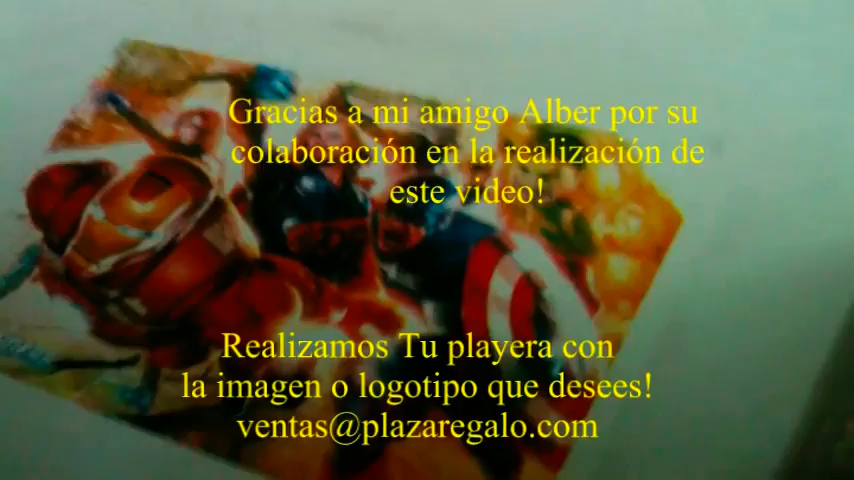 Gracias a mi amigo Alber por su
colaboración en la realización de
este video!
Realizamos Tu playera con
la imagen o logotipo que desees!
ventas@plazaregalo.com